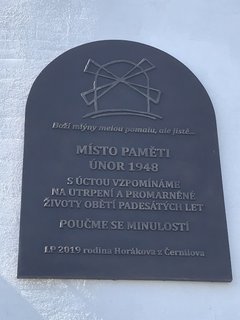 Boží mlýny melou pomalu, ale jistě...
MÍSTO PAMĚTI
ÚNOR 1948
S ÚCTOU VZPOMÍNÁME
NA UTRPENÍ A PROMARNĚNÉ
ŽIVOTY OBĚTÍ PADESÁTÝCH LET
POUČME SE MINULOSTÍ
LP 2019 rodina Horákova z Černilova